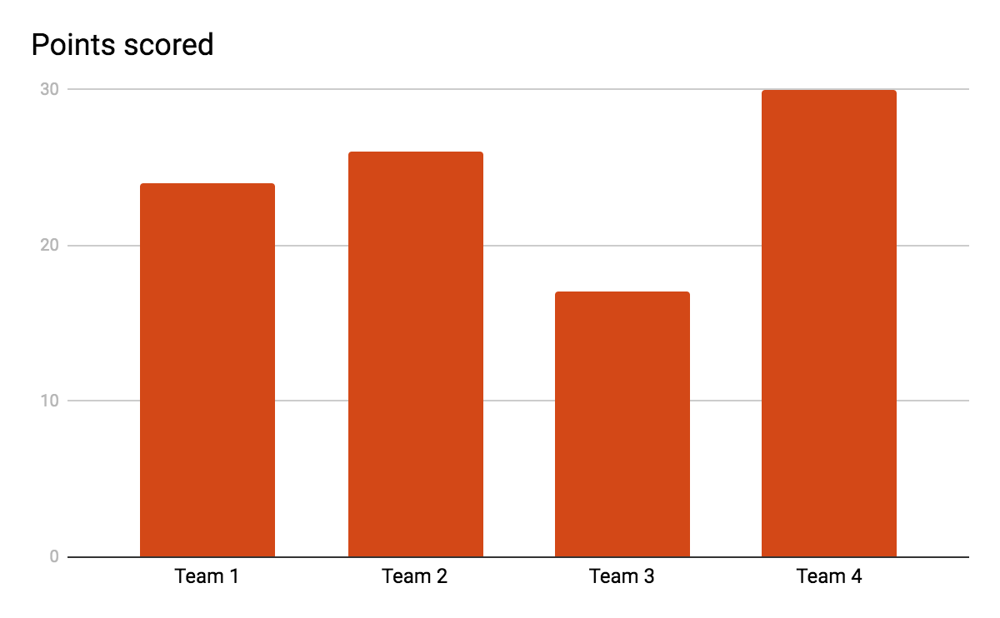 Points scored
30
20
10
0
Team 1
Team 2
Team 3
Team 4